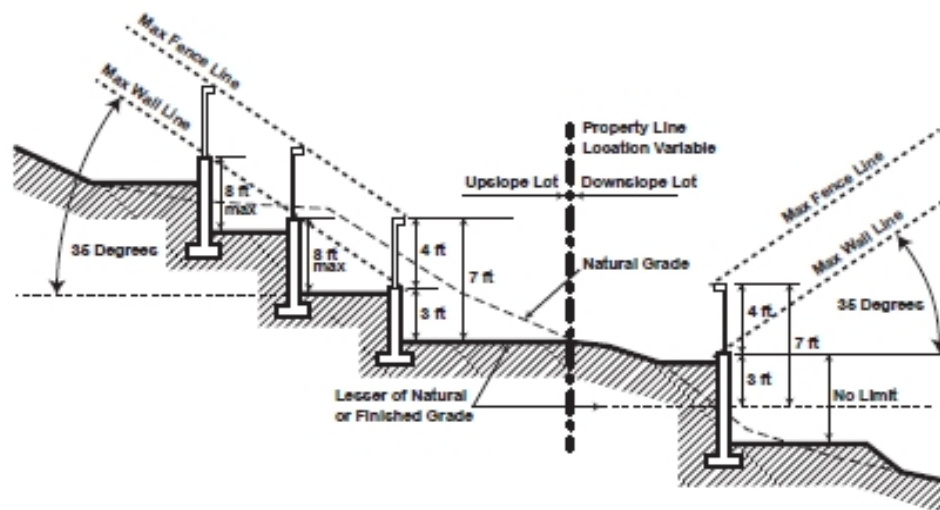 Max Fence Line
Max Wall Line
8 ft
max
35 Degrees
8 ft
max
4 ft
7 ft
3 ft
Property Line
Location Variable
Upslope Lot
Downslope Lot
Natural Grade
Lesser of Natural
or Finished Grade
Max Fence Line
Max Wall Line
35 Degrees
4 ft
7 ft
3 ft
No Limit